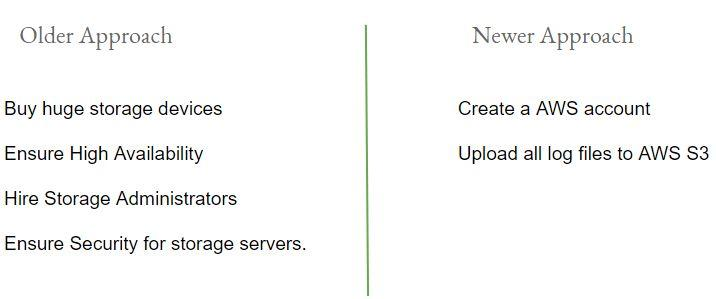 Older Approach
Newer Approach
Buy huge storage devices
Create a AWS account
Ensure High Availability
Upload all log files to AWS S3
Hire Storage Administrators
Ensure Security for storage servers.